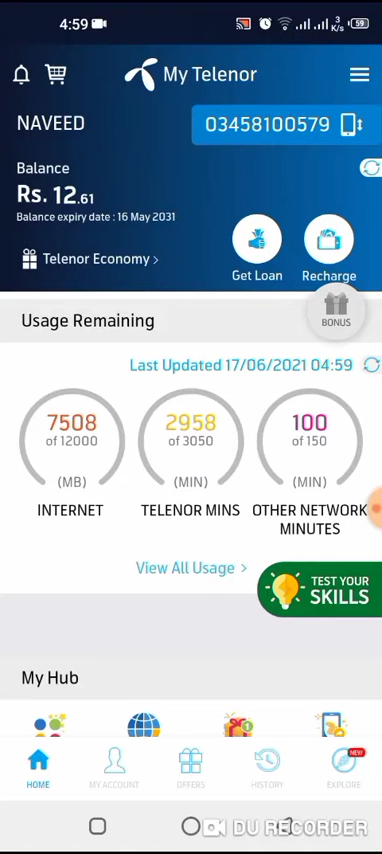 4:59
3
K/s
59
My Telenor
NAVEED
03458100579
Balance
Rs. 12.61
Balance expiry date : 16 May 2031
Telenor Economy >
Get Loan
Recharge
Usage Remaining
BONUS
Last Updated 17/06/2021 04:59
7508
of 12000
(MB)
INTERNET
2958
of 3050
(MIN)
TELENOR MINS
100
of 150
(MIN)
OTHER NETWORK
MINUTES
View All Usage >
TEST YOUR
SKILLS
My Hub
1
HOME
MY ACCOUNT
OFFERS
HISTORY
NEW
EXPLORE
DU RECORDER